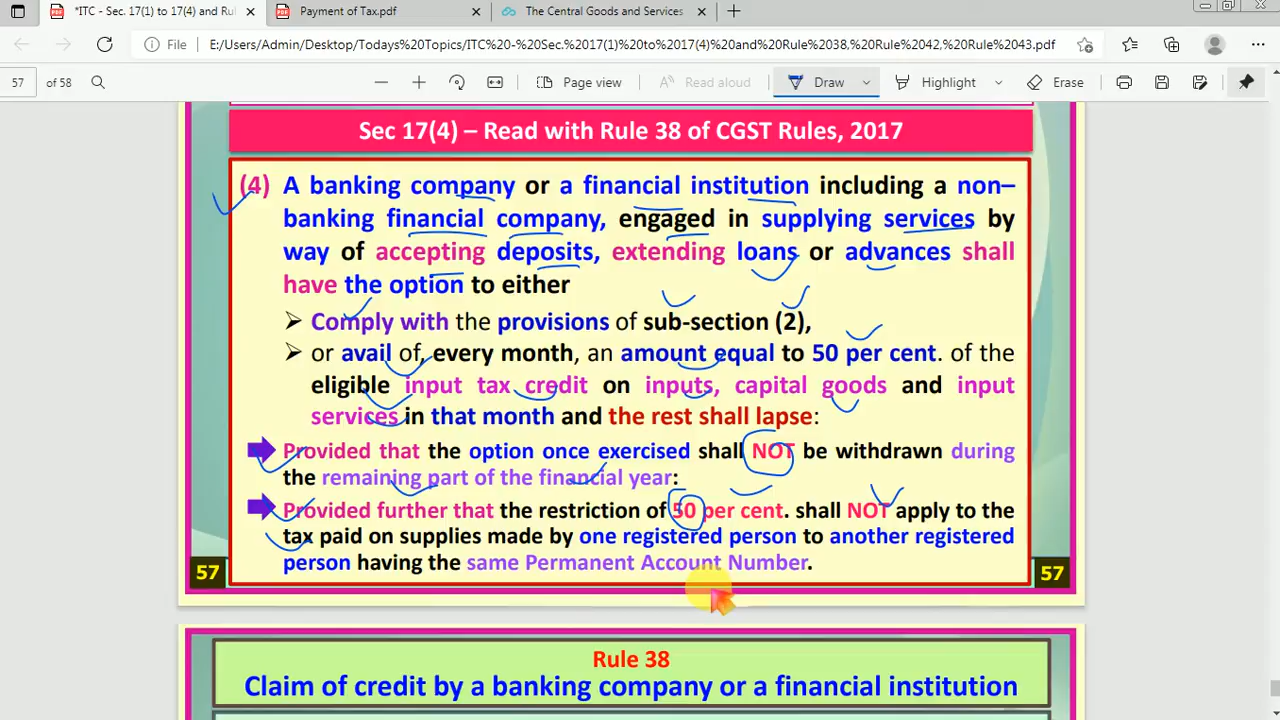 *ITC - Sec. 17(1) to 17(4) and Rul
Payment of Tax.pdf
The Central Goods and Services
File
E:/Users/Admin/Desktop/Todays%20Topics/ITC%20,%20Sec.%2017(1)%20to%2017(4)%20and%20Rule%2038,%20Rule%2042,%20Rule%2043.pdf
57 of 58
Page view
Read aloud
Draw
Highlight
Erase
Sec 17(4) – Read with Rule 38 of CGST Rules, 2017
(4) A banking company or a financial institution including a non–
banking financial company, engaged in supplying services by
way of accepting deposits, extending loans or advances shall
have the option to either
➢ Comply with the provisions of sub-section (2),
➢ or avail of, every month, an amount equal to 50 per cent. of the
eligible input tax credit on inputs, capital goods and input
services in that month and the rest shall lapse:
Provided that the option once exercised shall NOT be withdrawn during
the remaining part of the financial year:
Provided further that the restriction of 50 per cent. shall NOT apply to the
tax paid on supplies made by one registered person to another registered
person having the same Permanent Account Number.
57
57
Rule 38
Claim of credit by a banking company or a financial institution